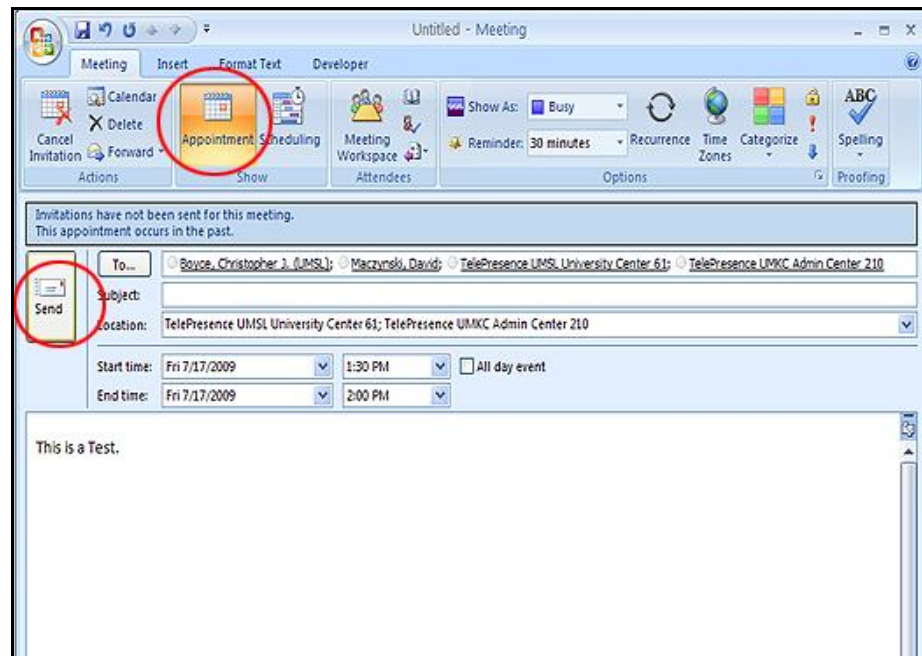 Untitled - Meeting
Meeting Insert Format Text Developer
Calendar
Delete
Forward
Cancel Invitation
Appointment Scheduling
Meeting Workspace
Show As: Busy
Reminder: 30 minutes
Recurrence
Time Zones
Categorize
ABC
Spelling
Actions Show Attendees Options Proofing
Invitations have not been sent for this meeting.
This appointment occurs in the past.
Send
To... Boyce, Christopher J. (UMSL); Maczynski, David; TelePresence UMSL University Center 61; TelePresence UMKC Admin Center 210
Subject:
Location: TelePresence UMSL University Center 61; TelePresence UMKC Admin Center 210
Start time: Fri 7/17/2009 1:30 PM All day event
End time: Fri 7/17/2009 2:00 PM
This is a Test.